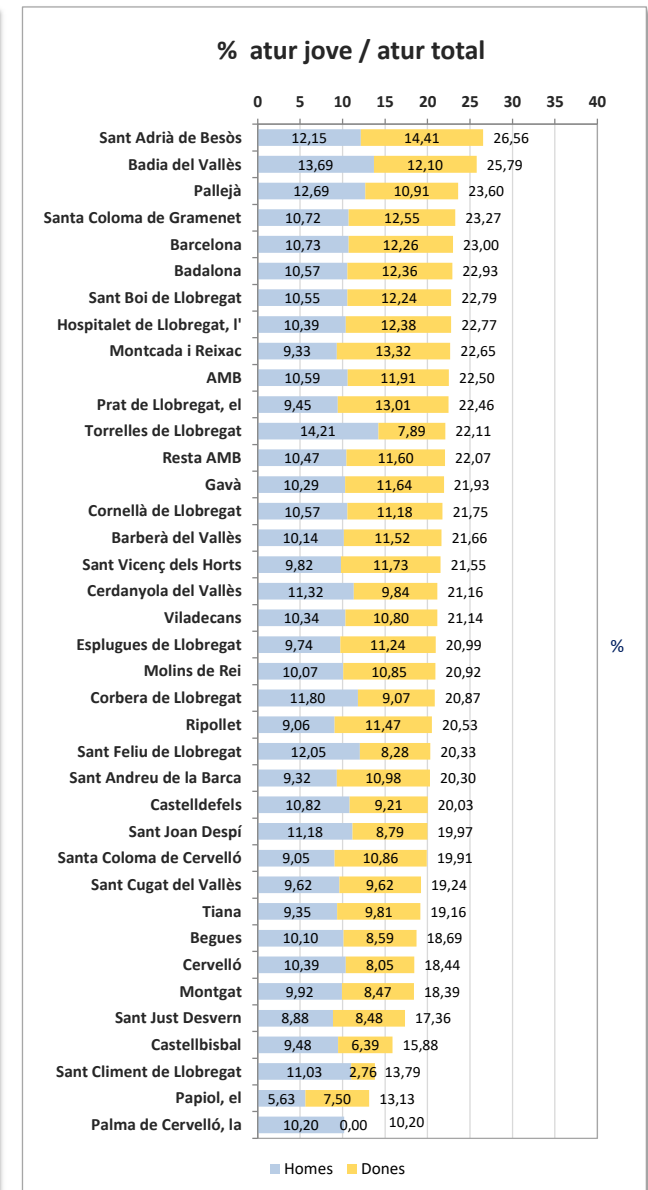 % atur jove / atur total
0 5 10 15 20 25 30 35 40
Sant Adrià de Besòs 12,15 14,41 26,56
Badia del Vallès 13,69 12,10 25,79
Pallejà 12,69 10,91 23,60
Santa Coloma de Gramenet 10,72 12,55 23,27
Barcelona 10,73 12,26 23,00
Badalona 10,57 12,36 22,93
Sant Boi de Llobregat 10,55 12,24 22,79
Hospitalet de Llobregat, l' 10,39 12,38 22,77
Montcada i Reixac 9,33 13,32 22,65
AMB 10,59 11,91 22,50
Prat de Llobregat, el 9,45 13,01 22,46
Torrelles de Llobregat 14,21 7,89 22,11
Resta AMB 10,47 11,60 22,07
Gavà 10,29 11,64 21,93
Cornellà de Llobregat 10,57 11,18 21,75
Barberà del Vallès 10,14 11,52 21,66
Sant Vicenç dels Horts 9,82 11,73 21,55
Cerdanyola del Vallès 11,32 9,84 21,16
Viladecans 10,34 10,80 21,14
Esplugues de Llobregat 9,74 11,24 20,99 %
Molins de Rei 10,07 10,85 20,92
Corbera de Llobregat 11,80 9,07 20,87
Ripollet 9,06 11,47 20,53
Sant Feliu de Llobregat 12,05 8,28 20,33
Sant Andreu de la Barca 9,32 10,98 20,30
Castelldefels 10,82 9,21 20,03
Sant Joan Despí 11,18 8,79 19,97
Santa Coloma de Cervelló 9,05 10,86 19,91
Sant Cugat del Vallès 9,62 9,62 19,24
Tiana 9,35 9,81 19,16
Begues 10,10 8,59 18,69
Cervelló 10,39 8,05 18,44
Montgat 9,92 8,47 18,39
Sant Just Desvern 8,88 8,48 17,36
Castellbisbal 9,48 6,39 15,88
Sant Climent de Llobregat 11,03 2,76 13,79
Papiol, el 5,63 7,50 13,13
Palma de Cervelló, la 10,20 0,00 10,20
Homes Dones